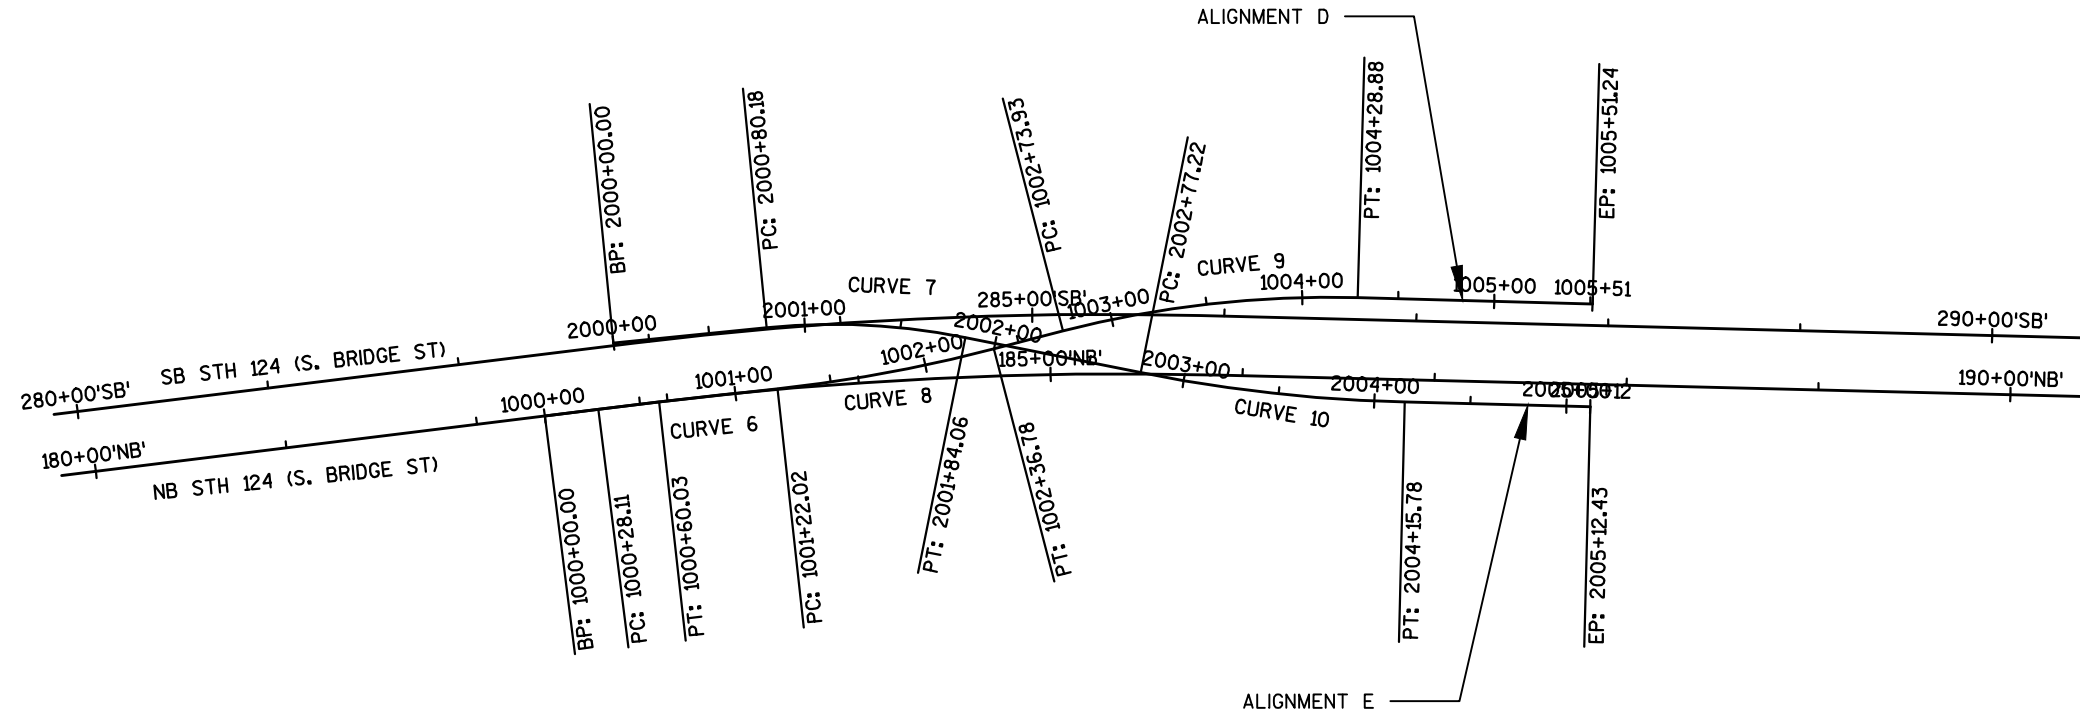 ALIGNMENT D
PT: 1004+28.88
EP: 1005+51.24
BP: 2000+00.00
PC: 2000+80.18
PC: 1002+73.93
PC: 2002+77.22
CURVE 9
CURVE 7
1004+00
1005+00
1005+51
285+00'SB'
1003+00
2001+00
2000+00
2002+00
290+00'SB'
SB STH 124 (S. BRIDGE ST)
280+00'SB'
1002+00
185+00'NB'
2003+00
1001+00
2004+00
190+00'NB'
1000+00
2005+00
2005+12
CURVE 8
CURVE 10
CURVE 6
180+00'NB'
NB STH 124 (S. BRIDGE ST)
BP: 1000+00.00
PC: 1000+28.11
PT: 1000+60.03
PC: 1001+22.02
PT: 2001+84.06
PT: 1002+36.78
PT: 2004+15.78
EP: 2005+12.43
ALIGNMENT E